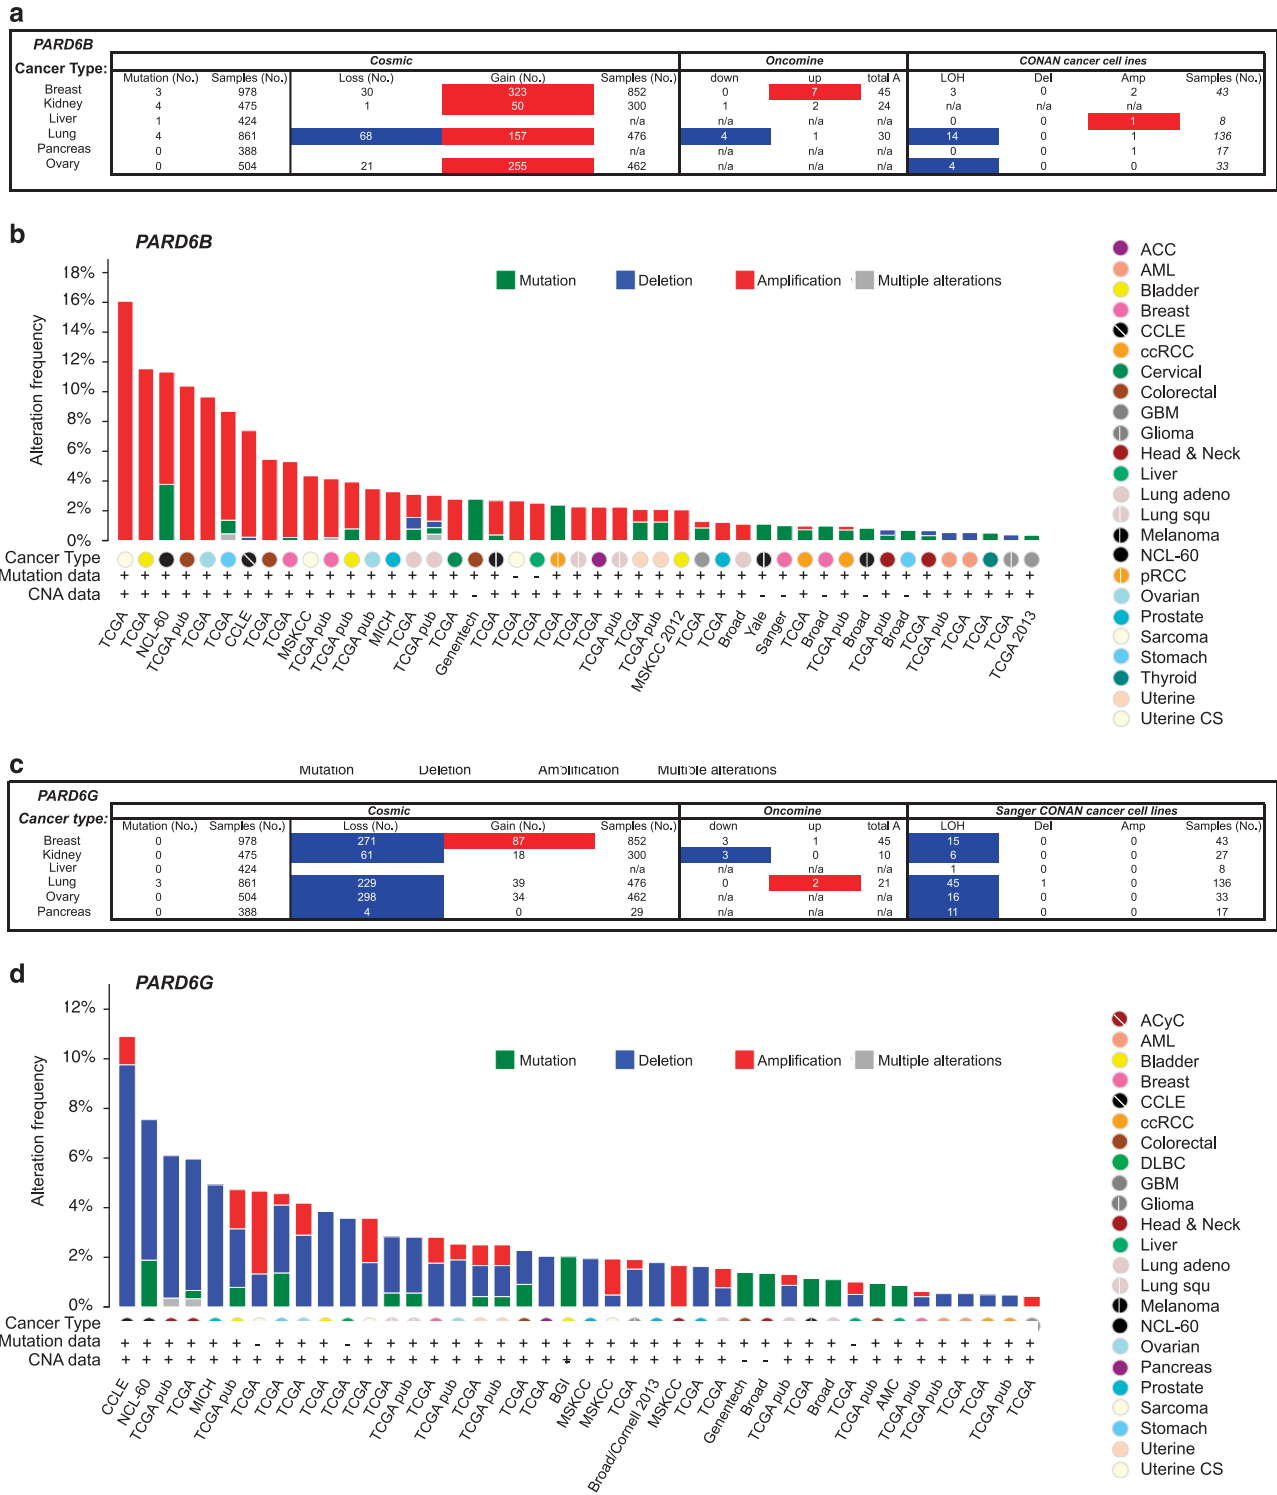 a
PARD6B
Cancer Type:
Cosmic Oncomine CONAN cancer cell lines
Mutation (No.) Samples (No.) Loss (No.) Gain (No.) Samples (No.) down up total A LOH Del Amp Samples (No.)
Breast 3 978 30 323 852 0 7 45 3 0 2 43
Kidney 4 475 1 50 300 1 2 24 n/a n/a n/a
Liver 1 424 n/a n/a n/a n/a 0 0 1 8
Lung 4 861 68 157 476 4 1 30 14 0 1 136
Pancreas 0 388 n/a n/a n/a n/a 0 0 1 17
Ovary 0 504 21 255 462 n/a n/a n/a 4 0 0 33
b
PARD6B
Mutation Deletion Amplification Multiple alterations
Alteration frequency
18%
16%
14%
12%
10%
8%
6%
4%
2%
0%
Cancer Type
Mutation data + + + + + + + + + + + + + + + + + + + - - + + + + + + + + + + + + + + + + + + + + + + + +
CNA data + + + + + + + + + + + + + + + + + - + + + + + + + + + + + + + - - + - + - + - + + + + + +
TCGA
TCGA
NCL-60
TCGA pub
TCGA
TCGA
CCLE
TCGA
TCGA
MSKCC
TCGA pub
TCGA pub
TCGA pub
MICH
TCGA
TCGA pub
TCGA
Genentech
TCGA
TCGA
TCGA
TCGA
TCGA
TCGA
TCGA pub
TCGA
TCGA pub
MSKCC 2012
TCGA
TCGA
Broad
Yale
Sanger
TCGA
Broad
TCGA pub
Broad
TCGA pub
Broad
TCGA
TCGA pub
TCGA
TCGA
TCGA
TCGA 2013
ACC
AML
Bladder
Breast
CCLE
ccRCC
Cervical
Colorectal
GBM
Glioma
Head & Neck
Liver
Lung adeno
Lung squ
Melanoma
NCL-60
pRCC
Ovarian
Prostate
Sarcoma
Stomach
Thyroid
Uterine
Uterine CS
c
Mutation Deletion Amplification Multiple alterations
PARD6G
Cancer type:
Cosmic Oncomine Sanger CONAN cancer cell lines
Mutation (No.) Samples (No.) Loss (No.) Gain (No.) Samples (No.) down up total A LOH Del Amp Samples (No.)
Breast 0 978 271 87 852 3 1 45 15 0 0 43
Kidney 0 475 61 18 300 3 0 10 6 0 0 27
Liver 0 424 n/a n/a n/a n/a 1 0 0 8
Lung 3 861 229 39 476 0 2 21 45 1 0 136
Ovary 0 504 298 34 462 n/a n/a n/a 16 0 0 33
Pancreas 0 388 4 0 29 n/a n/a n/a 11 0 0 17
d
PARD6G
Mutation Deletion Amplification Multiple alterations
Alteration frequency
12%
10%
8%
6%
4%
2%
0%
Cancer Type
Mutation data + + + + + + - + + + - + + + + + + + + + + + + + + + + + + + + + + - + + + + + + + +
CNA data + + + + + + + + + + + + + + + + + + + + - + + + + + + + - - + + + + + + + + + + + +
CCLE
NCL-60
TCGA pub
TCGA
MICH
TCGA pub
TCGA
TCGA
TCGA
TCGA
TCGA
TCGA
TCGA
TCGA pub
TCGA
TCGA pub
TCGA
TCGA pub
TCGA
TCGA
BGI
MSKCC
MSKCC
TCGA
Broad/Cornell 2013
MSKCC
TCGA
TCGA
Genentech
Broad
TCGA pub
TCGA
Broad
TCGA
TCGA pub
AMC
TCGA pub
TCGA pub
TCGA
TCGA
TCGA pub
TCGA
ACyC
AML
Bladder
Breast
CCLE
ccRCC
Colorectal
DLBC
GBM
Glioma
Head & Neck
Liver
Lung adeno
Lung squ
Melanoma
NCL-60
Ovarian
Pancreas
Prostate
Sarcoma
Stomach
Uterine
Uterine CS